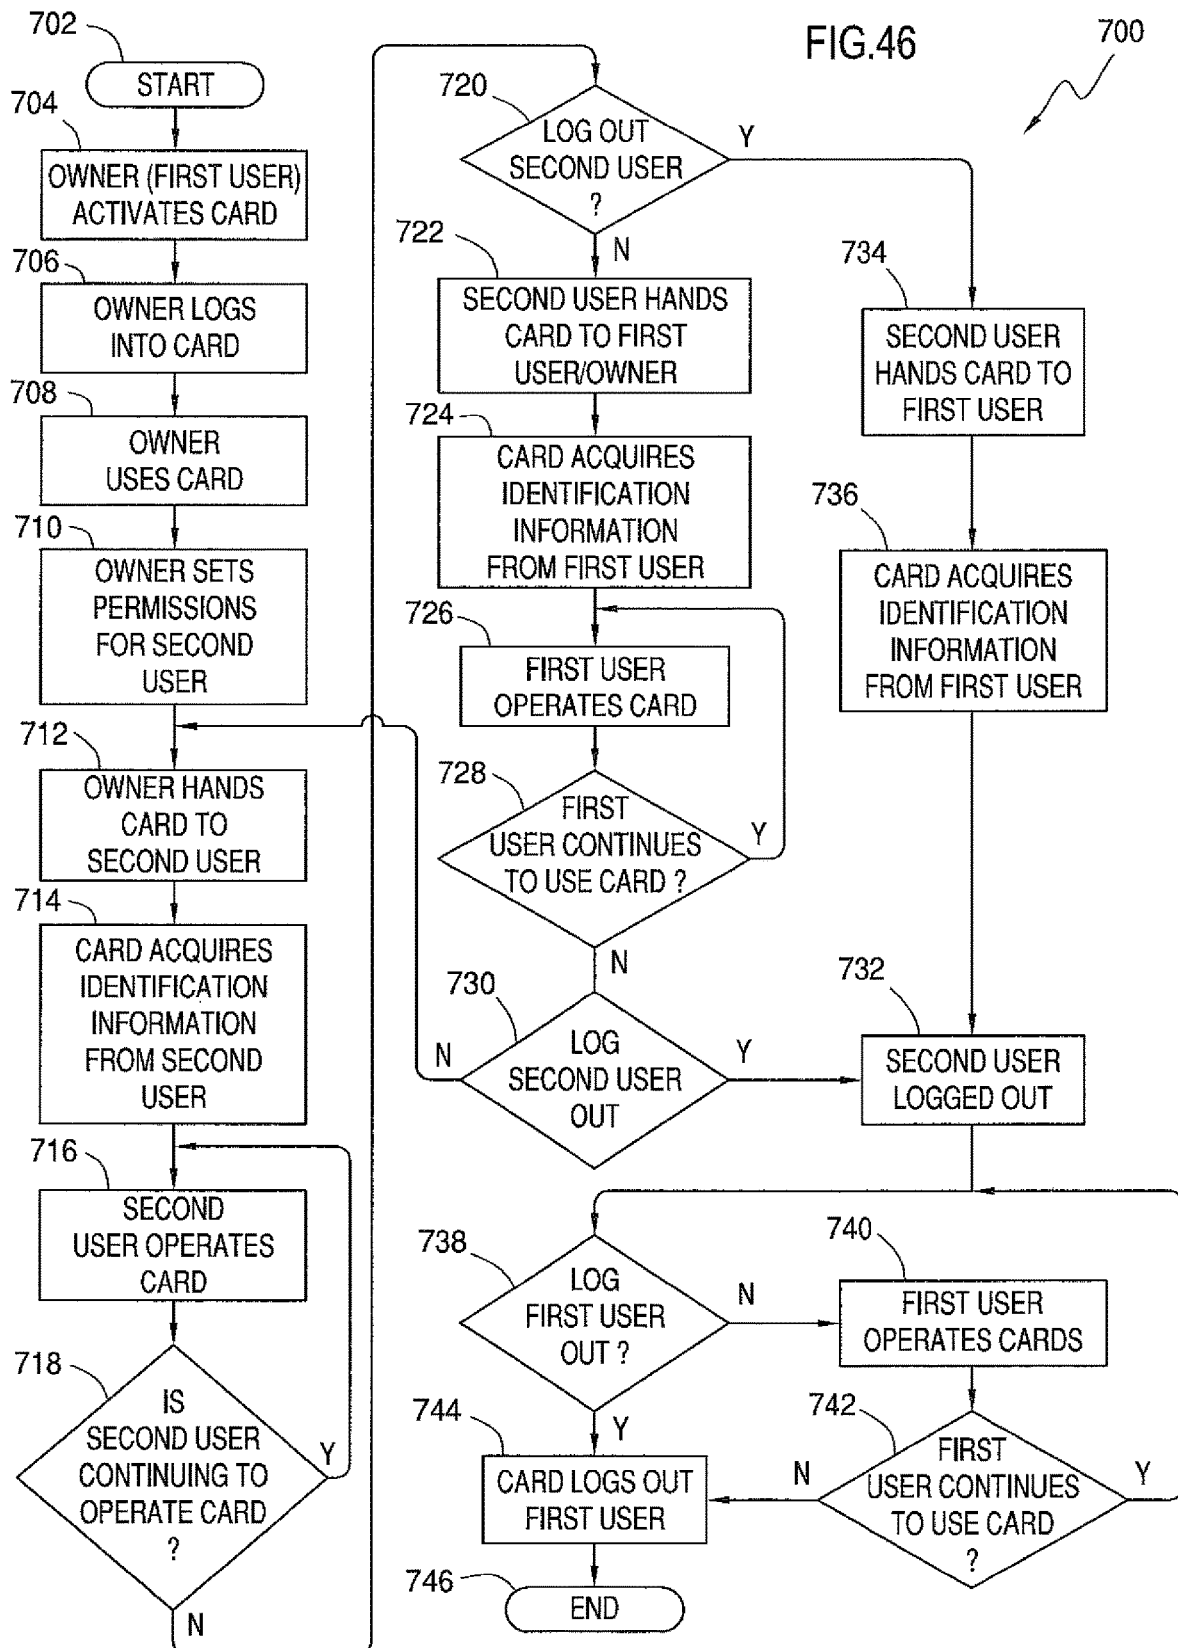 FIG.46
700
702
START
704
OWNER (FIRST USER)
ACTIVATES CARD
706
OWNER LOGS
INTO CARD
708
OWNER
USES CARD
710
OWNER SETS
PERMISSIONS
FOR SECOND
USER
712
OWNER HANDS
CARD TO
SECOND USER
714
CARD ACQUIRES
IDENTIFICATION
INFORMATION
FROM SECOND
USER
716
SECOND
USER OPERATES
CARD
718
IS
SECOND USER
CONTINUING TO
OPERATE CARD
?
Y
N
720
LOG OUT
SECOND USER
?
Y
N
722
SECOND USER HANDS
CARD TO FIRST
USER/OWNER
724
CARD ACQUIRES
IDENTIFICATION
INFORMATION
FROM FIRST USER
726
FIRST USER
OPERATES CARD
728
FIRST
USER CONTINUES
TO USE CARD ?
Y
N
730
LOG
SECOND USER
OUT
N
Y
734
SECOND USER
HANDS CARD TO
FIRST USER
736
CARD ACQUIRES
IDENTIFICATION
INFORMATION
FROM FIRST USER
732
SECOND USER
LOGGED OUT
738
LOG
FIRST USER
OUT ?
N
Y
740
FIRST USER
OPERATES CARDS
742
FIRST
USER CONTINUES
TO USE CARD
?
N
Y
744
CARD LOGS OUT
FIRST USER
746
END